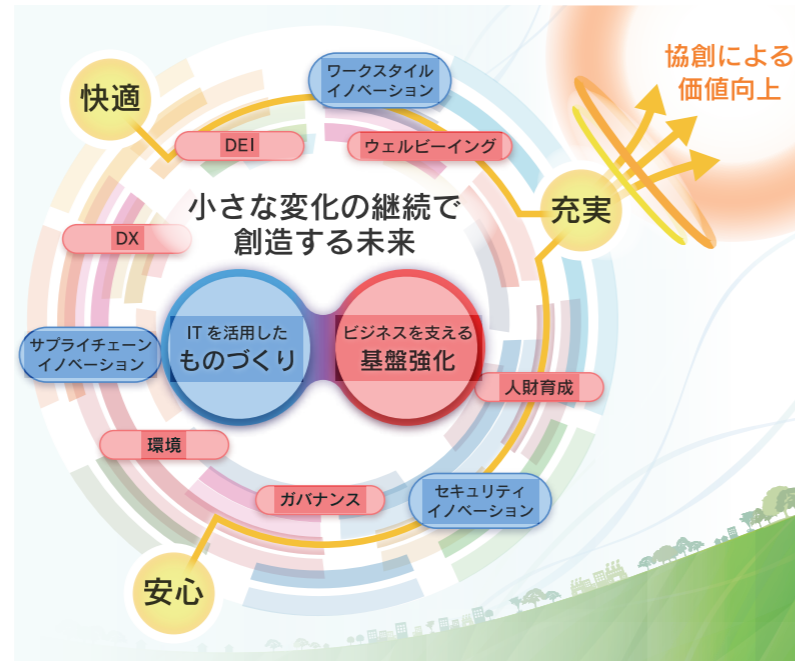 協創による
価値向上
ワークスタイル
イノベーション
快適
DEI
ウェルビーイング
充実
小さな変化の継続で
創造する未来
DX
ITを活用した
ものづくり
ビジネスを支える
基盤強化
サプライチェーン
イノベーション
人財育成
環境
ガバナンス
セキュリティ
イノベーション
安心